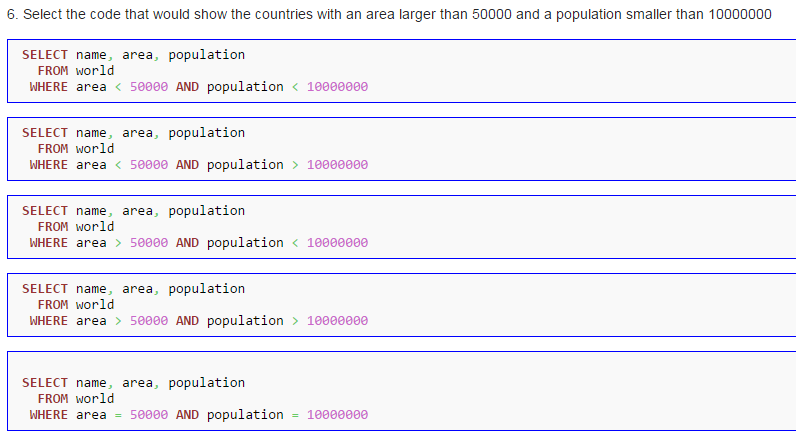 6. Select the code that would show the countries with an area larger than 50000 and a population smaller than 10000000
SELECT name, area, population
FROM world
WHERE area < 50000 AND population < 10000000
SELECT name, area, population
FROM world
WHERE area < 50000 AND population > 10000000
SELECT name, area, population
FROM world
WHERE area > 50000 AND population < 10000000
SELECT name, area, population
FROM world
WHERE area > 50000 AND population > 10000000
SELECT name, area, population
FROM world
WHERE area = 50000 AND population = 10000000